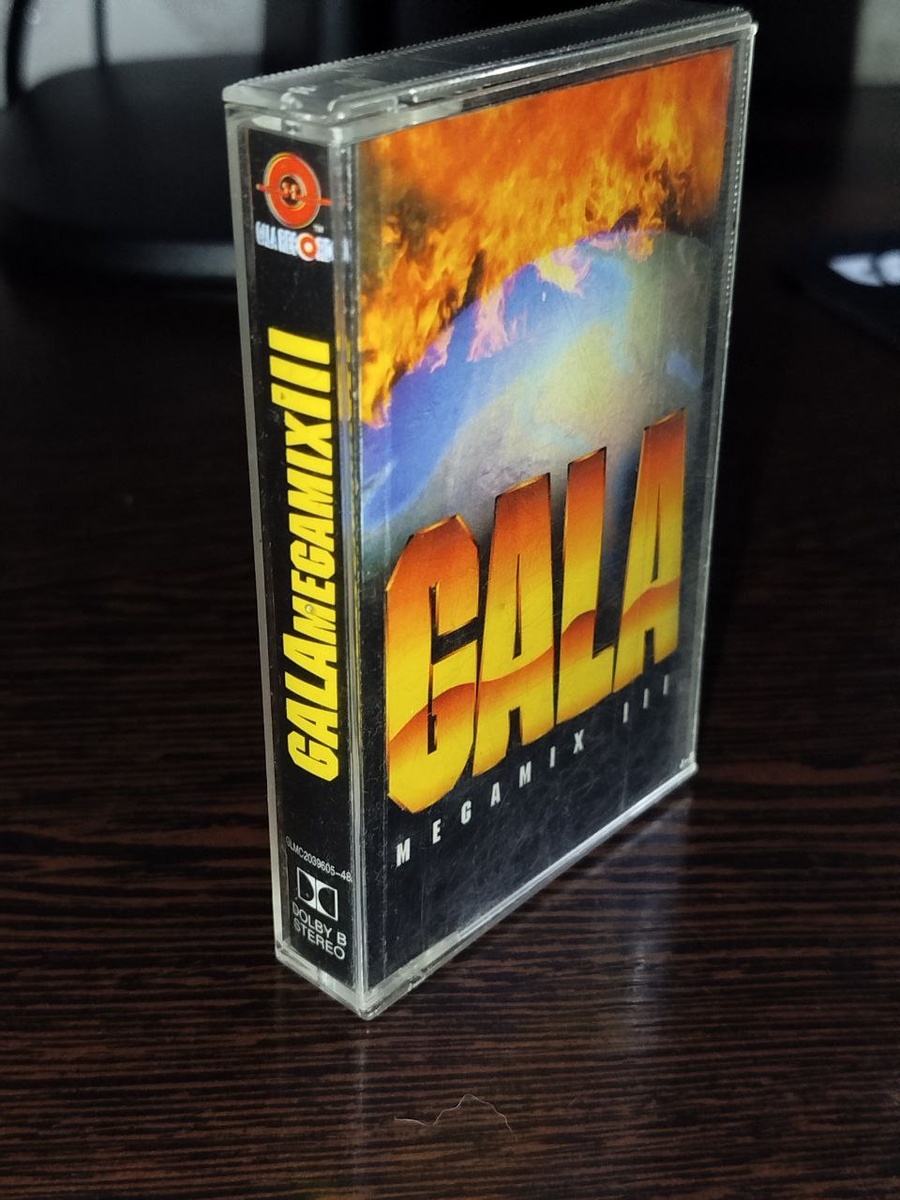 GALA RECORDS
GALAMEGAMIXIII
GLMC2039605-48
DOLBY B
STEREO
GALA
MEGAMIX III